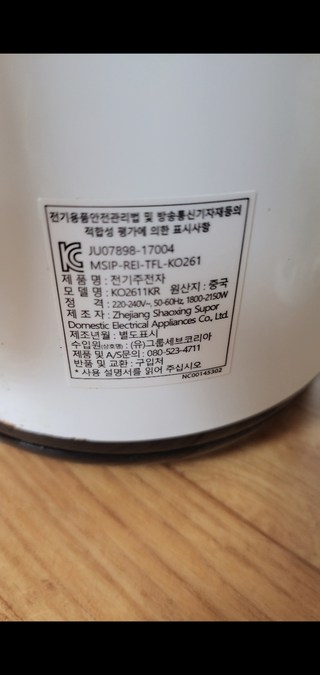 전기용품안전관리법 및 방송통신기자재등의
적합성 평가에 의한 표시사항
JU07898-17004
MSIP-REI-TFL-KO261
제 품 명 : 전기주전자
모 델 명 : KO2611KR 원산지 : 중국
정 격 : 220-240V~, 50-60Hz, 1800-2150W
제 조 자 : Zhejiang Shaoxing Supor
Domestic Electrical Appliances Co., Ltd.
제조년월 : 별도표시
수입원(상호명) : (유)그룹세브코리아
제품 및 A/S문의 : 080-523-4711
반품 및 교환 : 구입처
* 사용 설명서를 읽어 주십시오
NC00145302